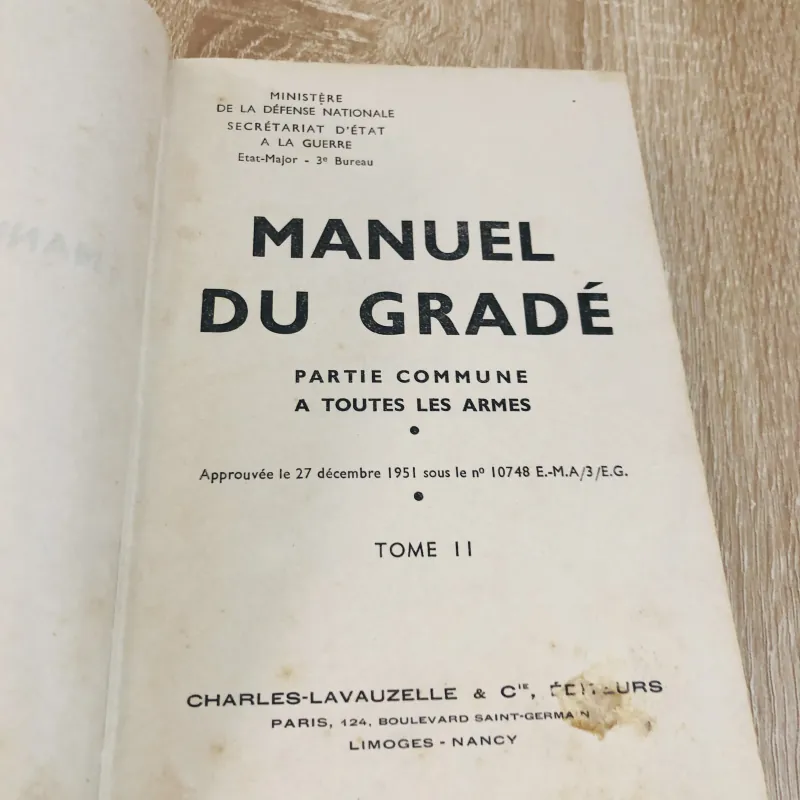 MINISTÈRE
DE LA DÉFENSE NATIONALE
SECRÉTARIAT D'ÉTAT
A LA GUERRE
Etat-Major - 3e Bureau
MANUEL
DU GRADÉ
PARTIE COMMUNE
A TOUTES LES ARMES
Approuvée le 27 décembre 1951 sous le nº 10748 E.-M.A/3/E.G.
TOME II
CHARLES-LAVAUZELLE & Cie, ÉDITEURS
PARIS, 124, BOULEVARD SAINT-GERMAIN
LIMOGES - NANCY